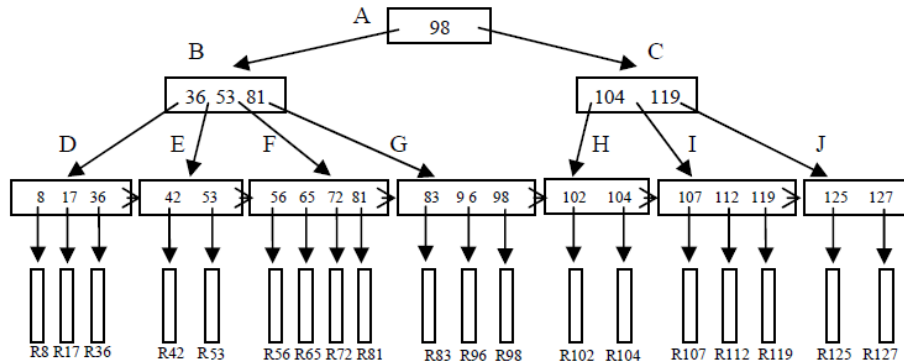 A
98
B C
36 53 81 104 119
D E F G H I J
8 17 36 42 53 56 65 72 81 83 9 6 98 102 104 107 112 119 125 127
R8 R17 R36 R42 R53 R56 R65 R72 R81 R83 R96 R98 R102 R104 R107 R112 R119 R125 R127